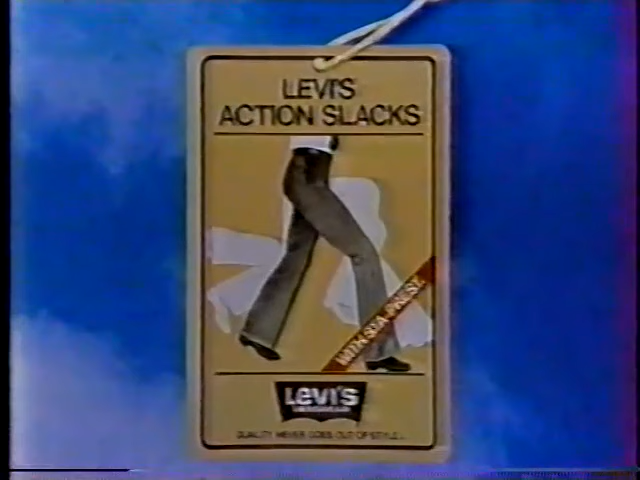 LEVI'S
ACTION SLACKS
Levi's
QUALITY NEVER GOES OUT OF STYLE.